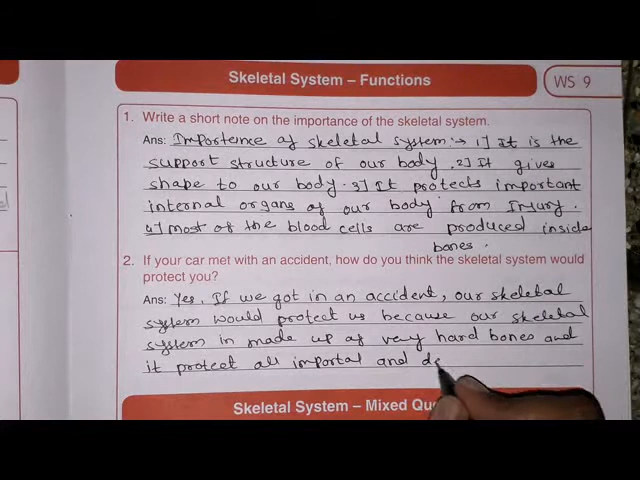 Skeletal System – Functions
WS 9
1. Write a short note on the importance of the skeletal system.
Ans: Importence of skeletal system :→ 1] It is the
support structure of our body . 2] It gives
shape to our body . 3] It protects important
internal organs of our body from Injury .
4] most of the blood cells are produced inside
bones .
2. If your car met with an accident, how do you think the skeletal system would
protect you?
Ans: Yes, If we got in an accident, our skeletal
system would protect us because our skeletal
system in made up of very hard bones and
it protect all importal and de
Skeletal System – Mixed